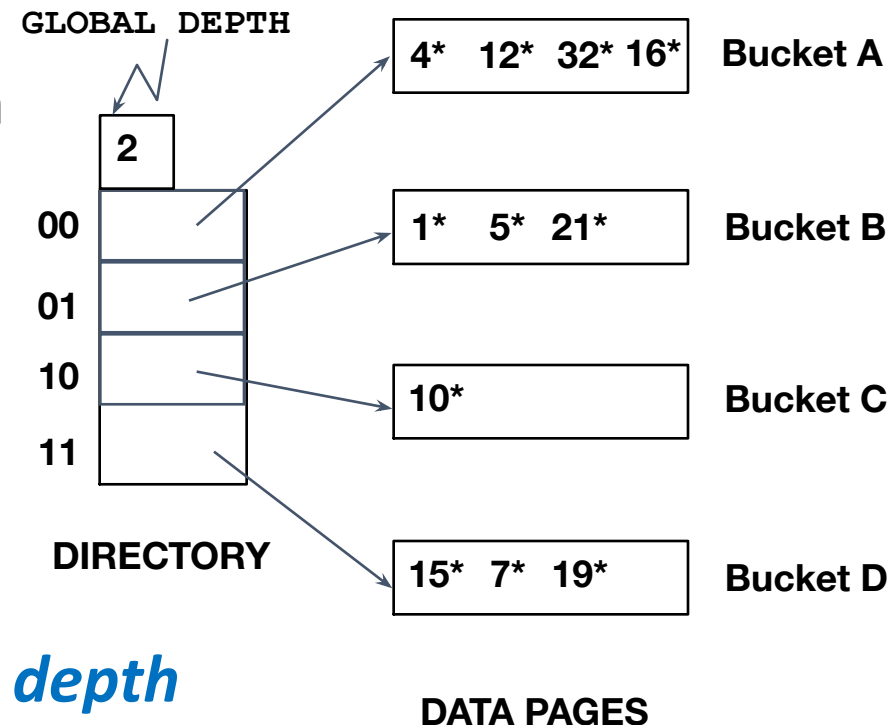 GLOBAL DEPTH
2
00
01
10
11
DIRECTORY
4* 12* 32* 16*
Bucket A
1* 5* 21*
Bucket B
10*
Bucket C
15* 7* 19*
Bucket D
depth
DATA PAGES